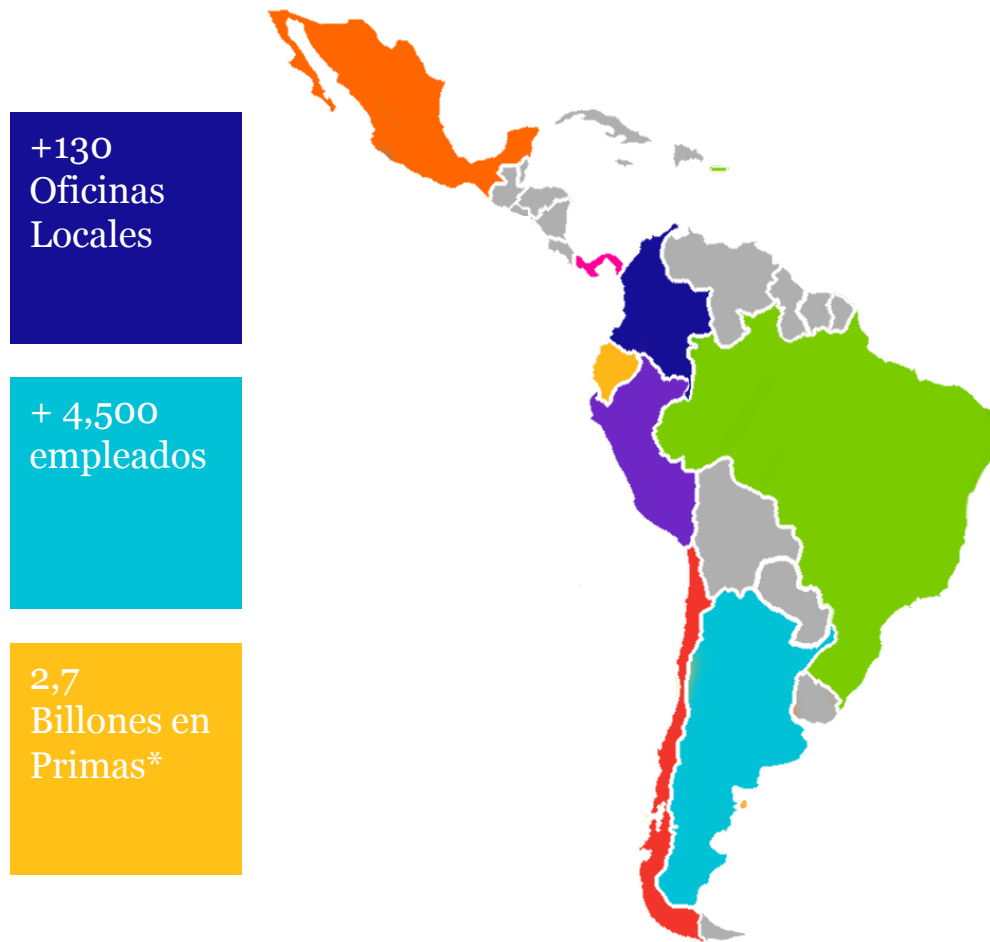 +130
Oficinas
Locales
+ 4,500
empleados
2,7
Billones en
Primas*